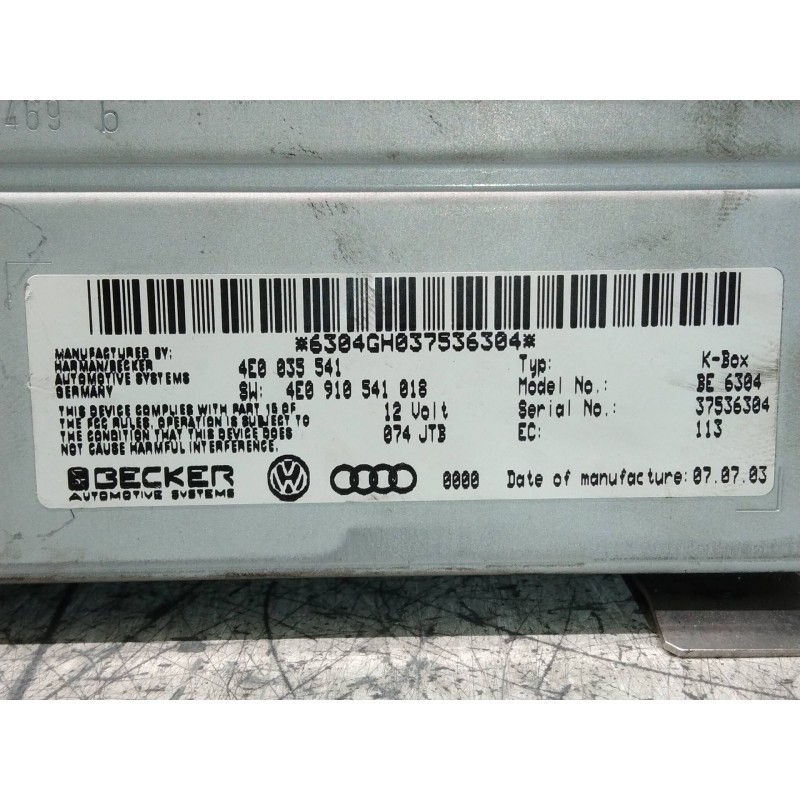 469 b
*6304GH037536304*
MANUFACTURED BY:
HARMAN/BECKER
AUTOMOTIVE SYSTEMS
GERMANY
4E0 035 541
SW: 4E0 910 541 018
THIS DEVICE COMPLIES WITH PART 15 OF
THE FCC RULES. OPERATION IS SUBJECT TO
THE CONDITION THAT THIS DEVICE DOES
NOT CAUSE HARMFUL INTERFERENCE.
12 Volt
074 JTB
Typ: K-Box
Model No.: BE 6304
Serial No.: 37536304
EC: 113
BECKER
AUTOMOTIVE SYSTEMS
0000
Date of manufacture: 07.07.03